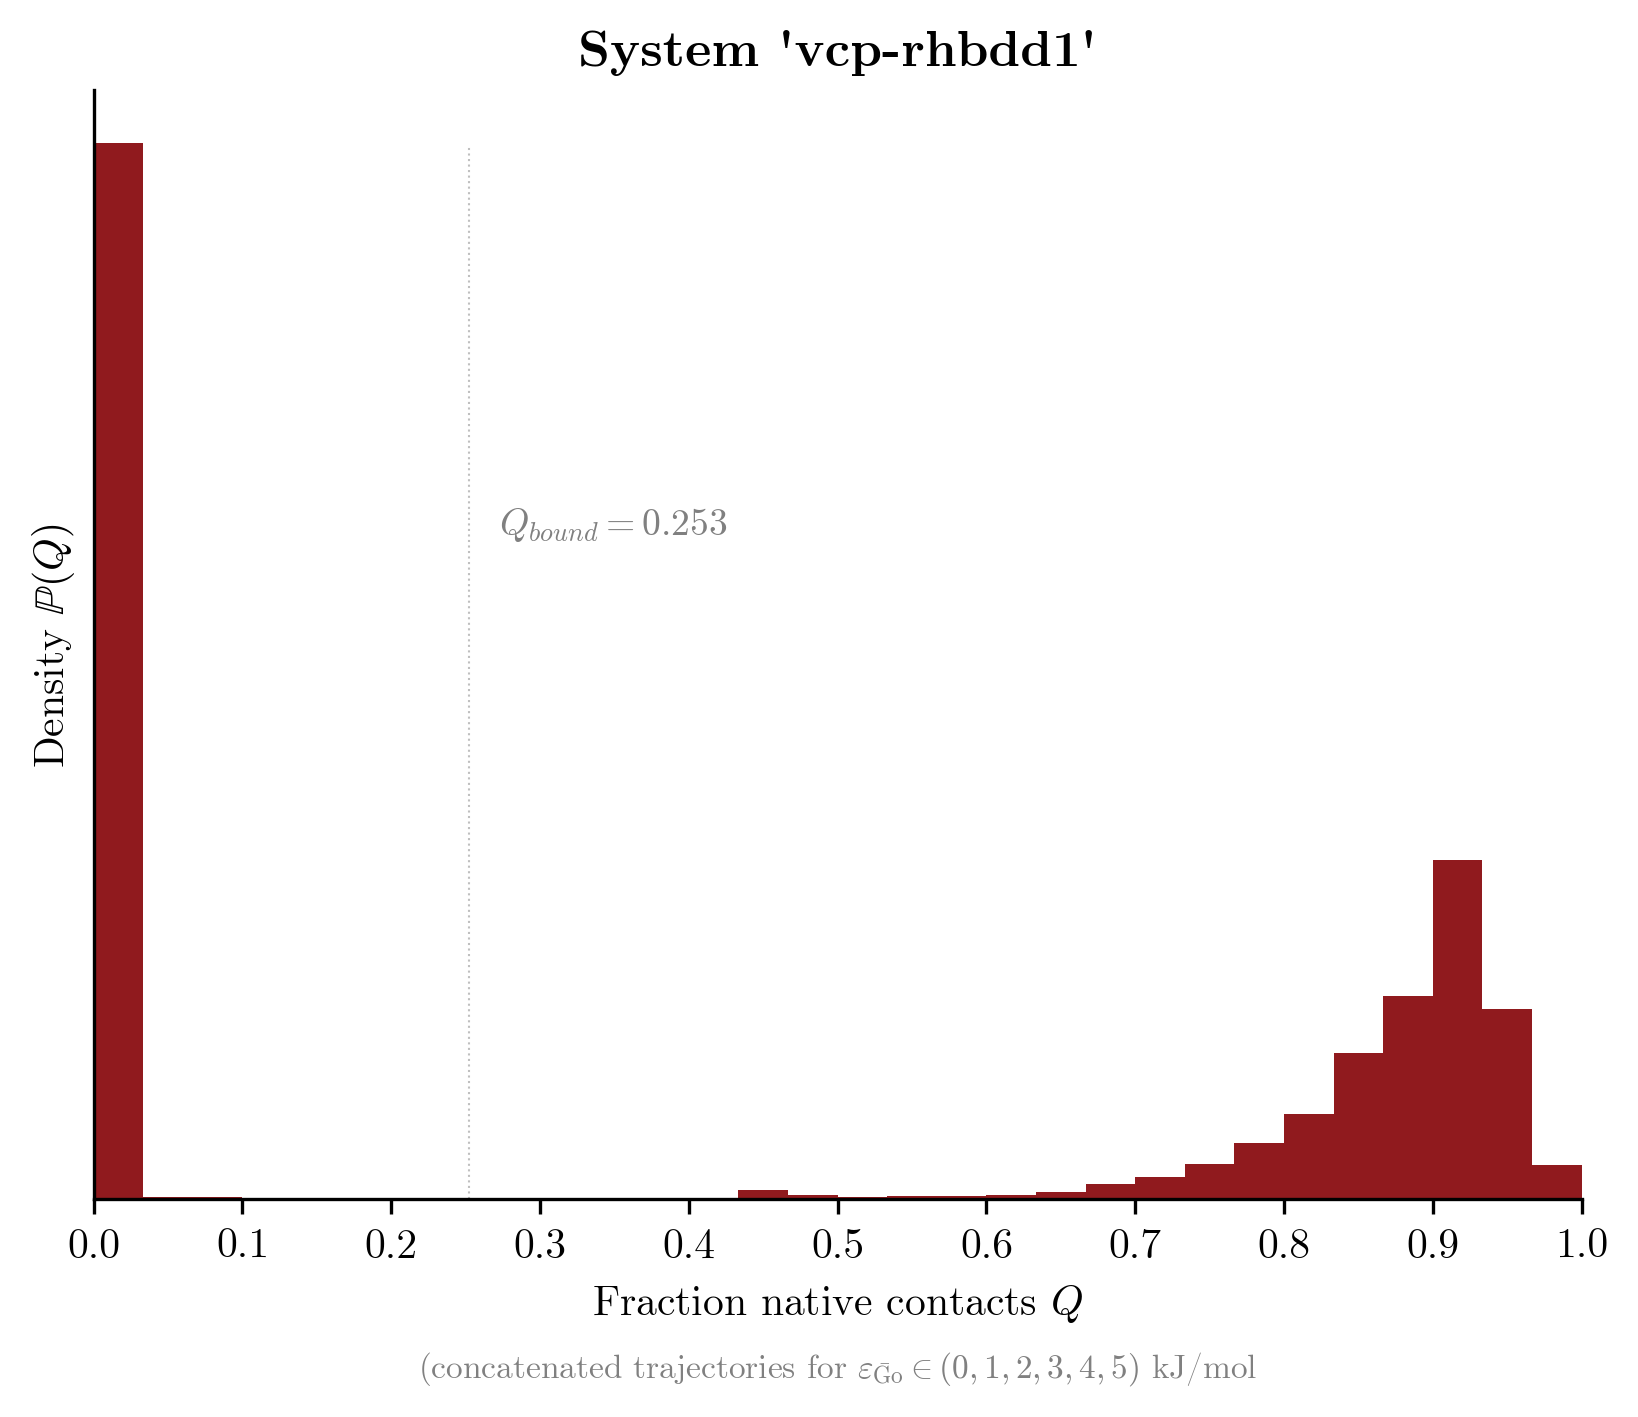 System 'vcp-rhbdd1'
Density ℙ(Q)
Q_bound = 0.253
0.0 0.1 0.2 0.3 0.4 0.5 0.6 0.7 0.8 0.9 1.0
Fraction native contacts Q
(concatenated trajectories for ε_Ḡo ∈ (0, 1, 2, 3, 4, 5) kJ/mol